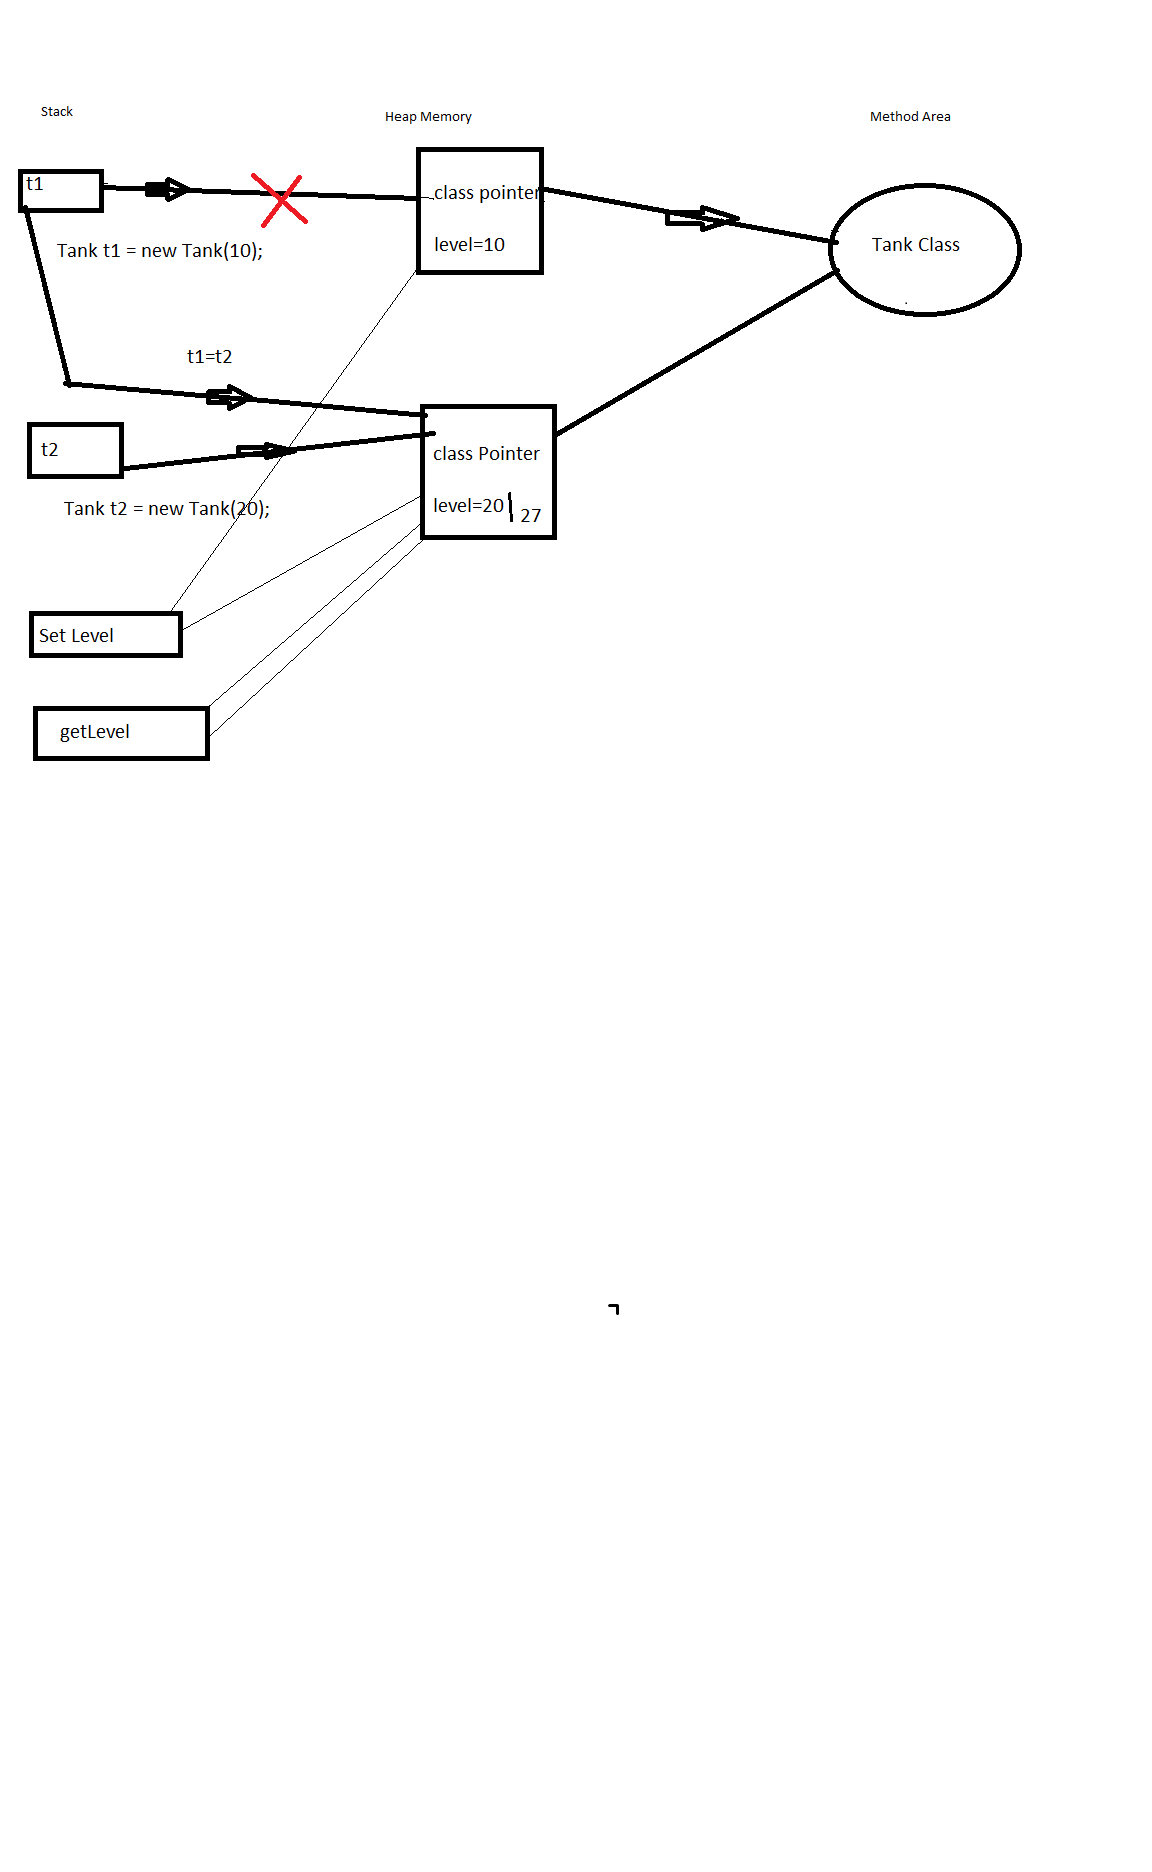 Stack
Heap Memory
Method Area
t1
class pointer
level=10
Tank Class
Tank t1 = new Tank(10);
t1=t2
t2
class Pointer
level=20
27
Tank t2 = new Tank(20);
Set Level
getLevel